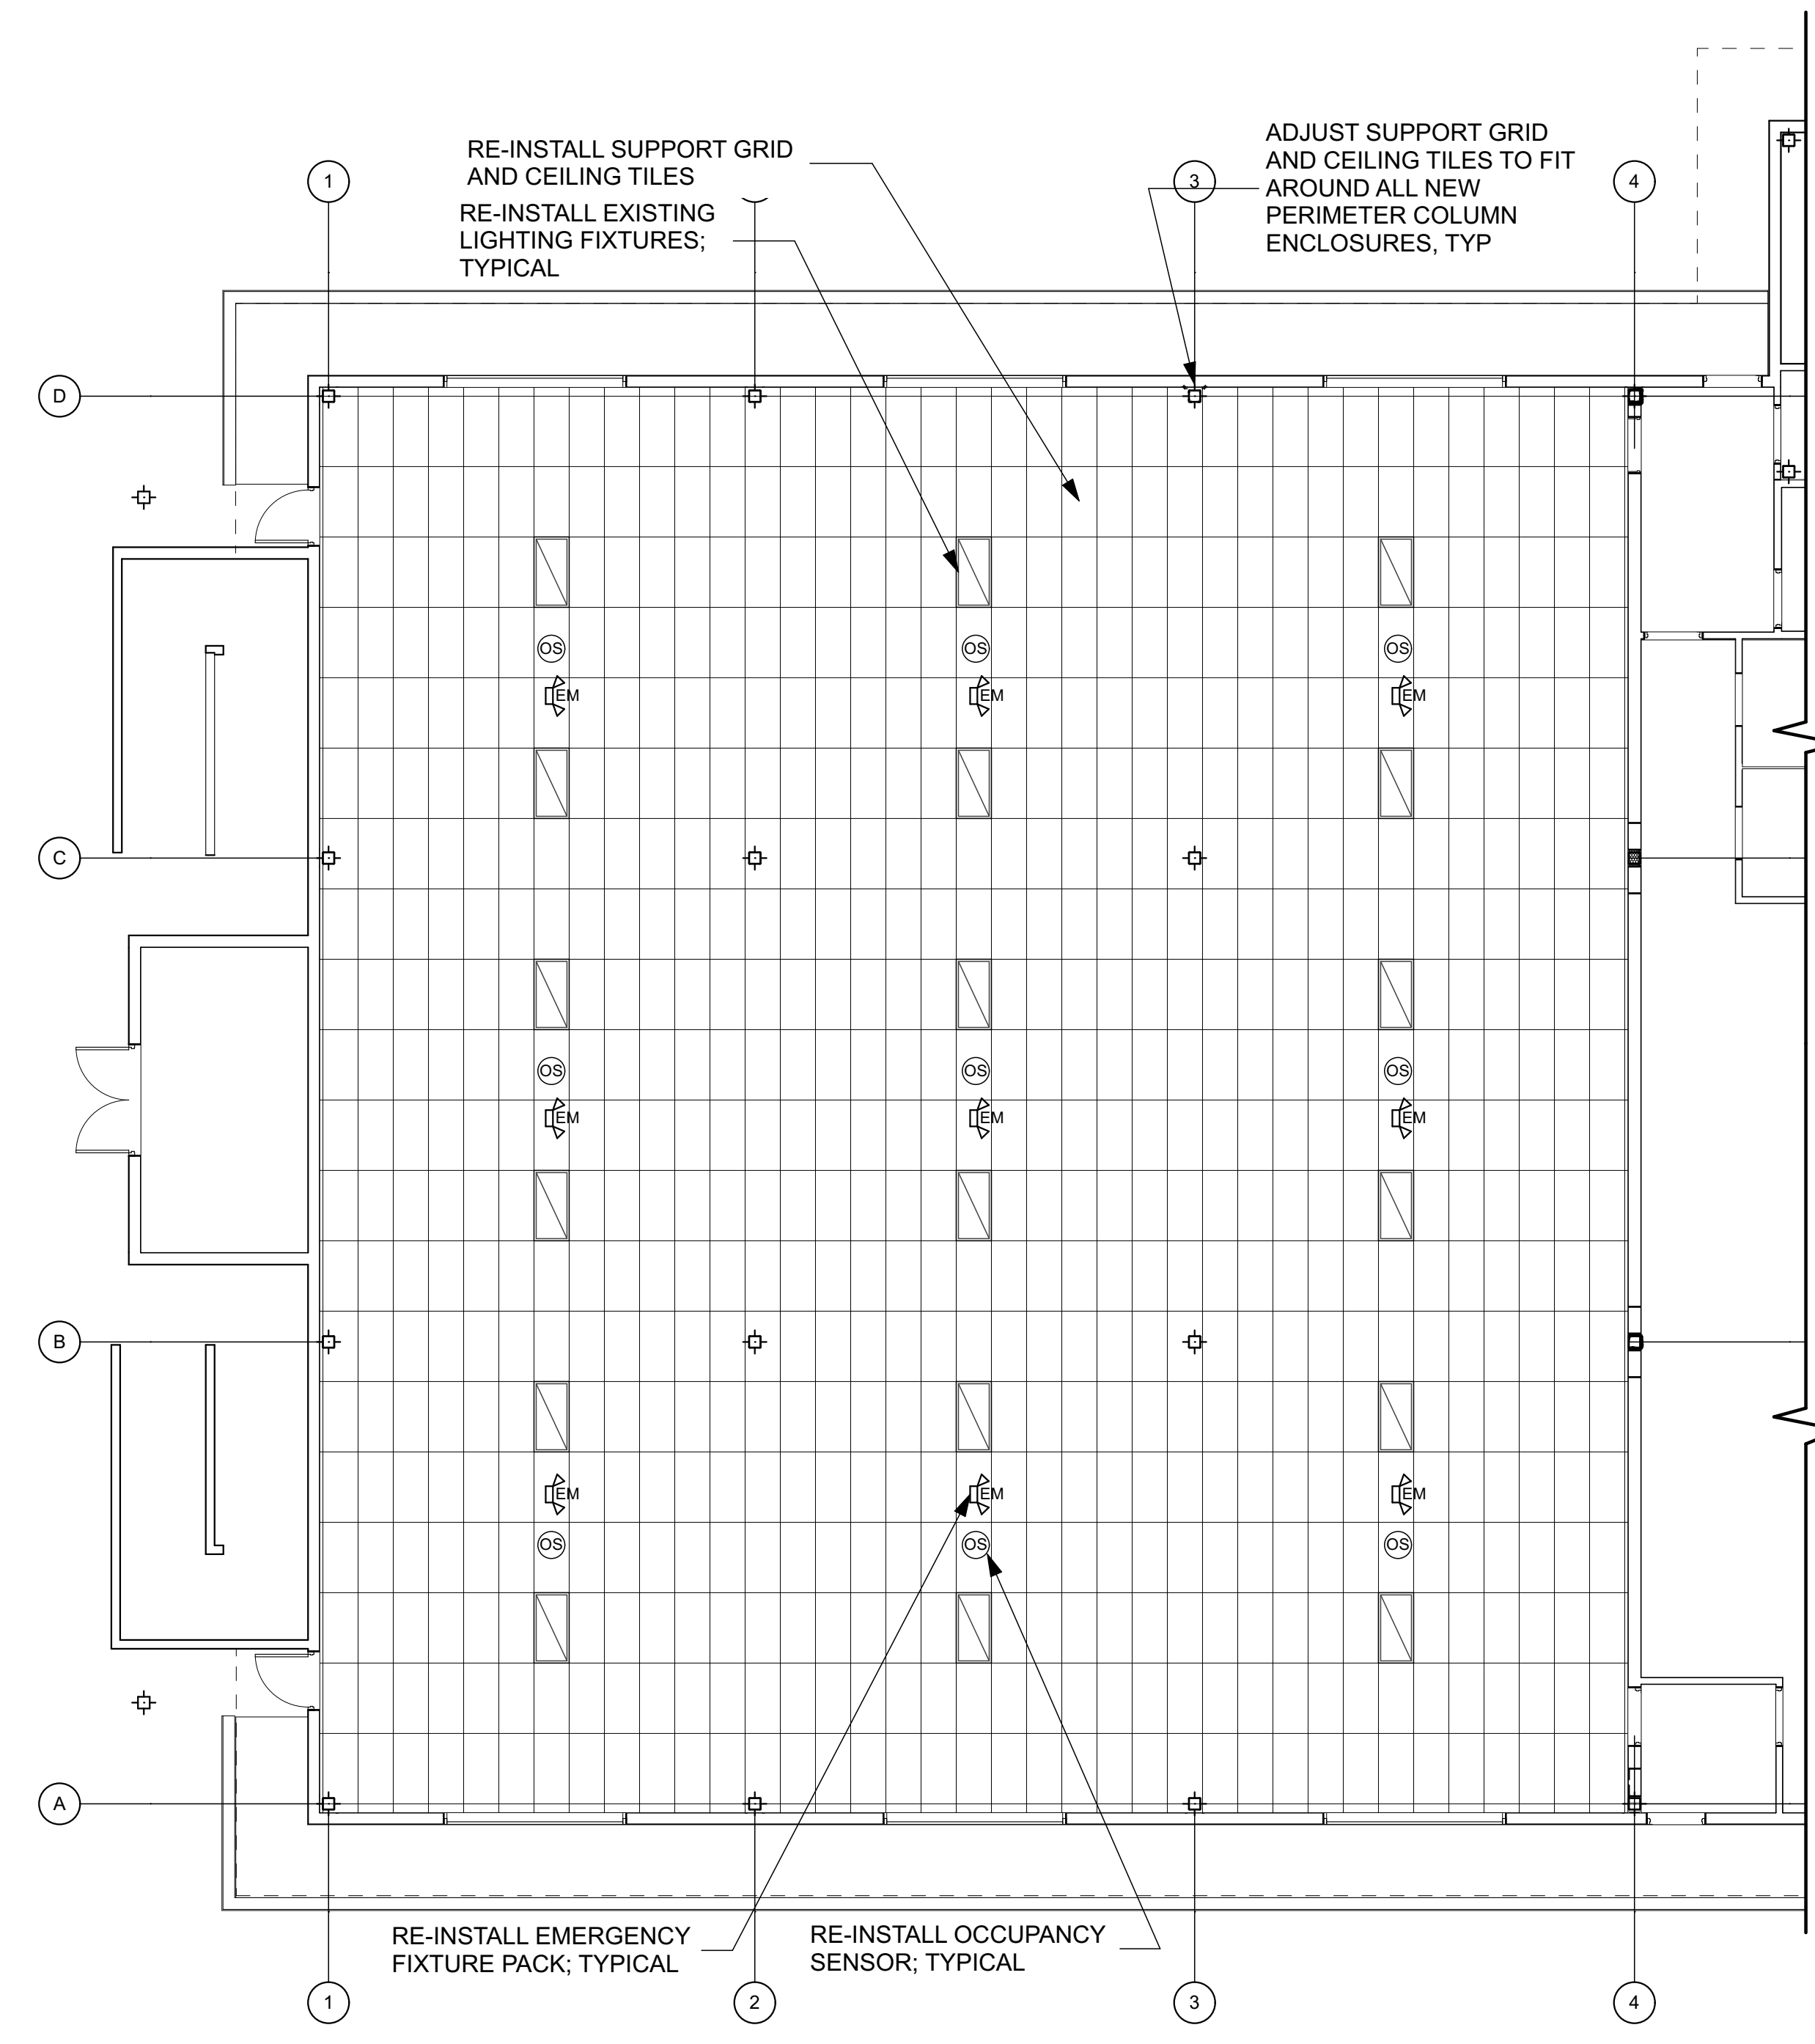 RE-INSTALL SUPPORT GRID
AND CEILING TILES
RE-INSTALL EXISTING
LIGHTING FIXTURES;
TYPICAL
ADJUST SUPPORT GRID
AND CEILING TILES TO FIT
AROUND ALL NEW
PERIMETER COLUMN
ENCLOSURES, TYP
1
3
4
D
OS
OS
OS
EM
EM
EM
C
OS
OS
OS
EM
EM
EM
B
EM
EM
EM
OS
OS
OS
A
RE-INSTALL EMERGENCY
FIXTURE PACK; TYPICAL
RE-INSTALL OCCUPANCY
SENSOR; TYPICAL
1
2
3
4